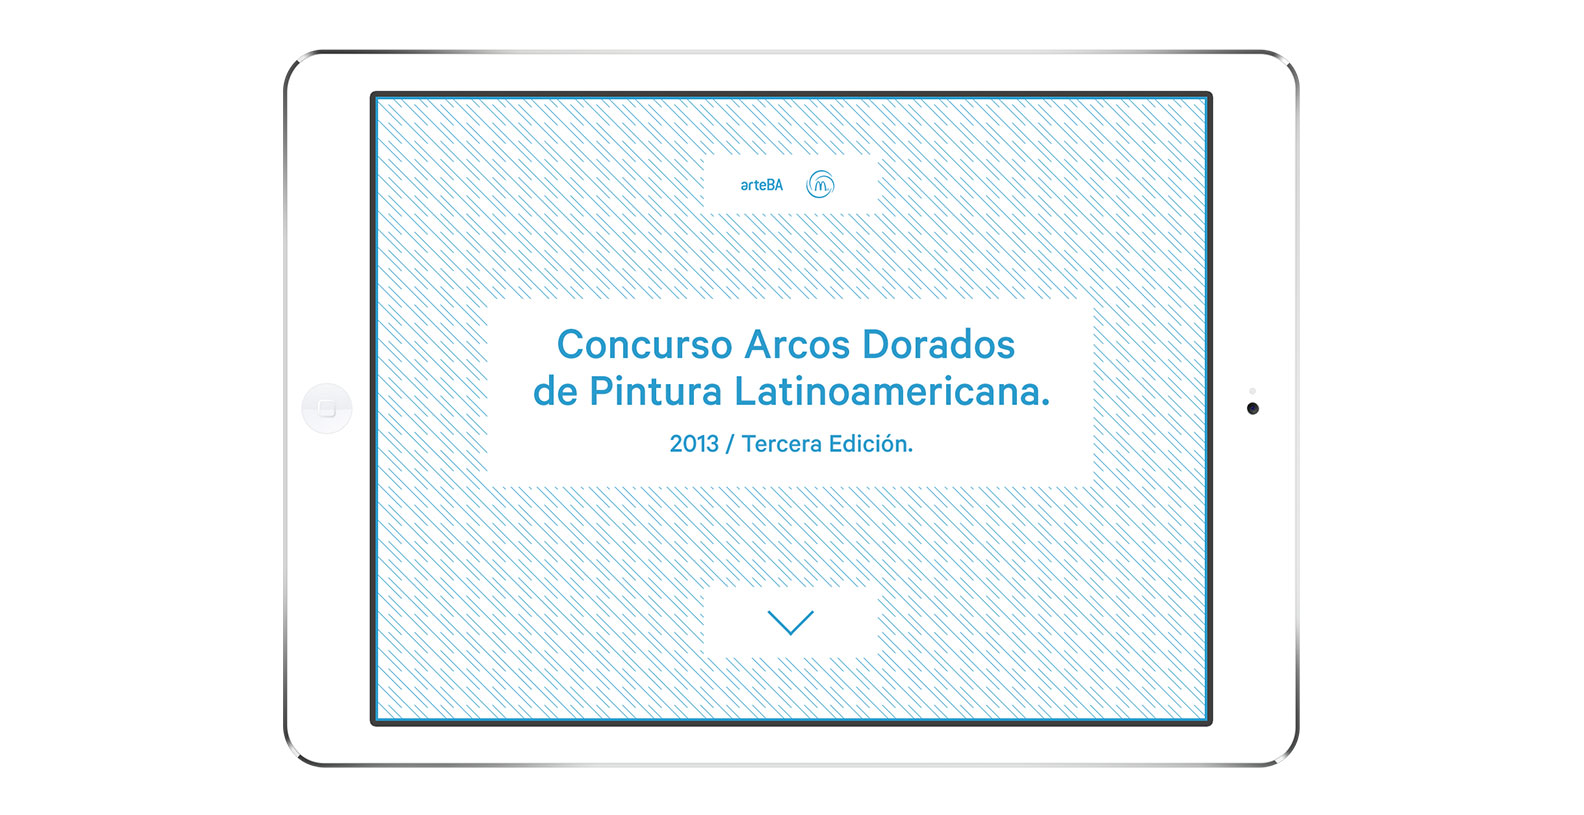 arteBA
Concurso Arcos Dorados
de Pintura Latinoamericana.
2013 / Tercera Edición.